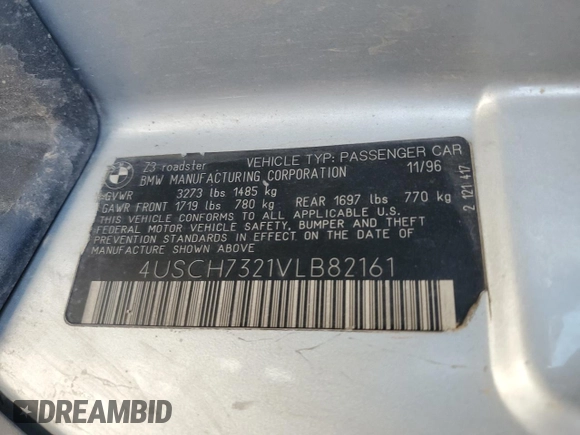 BMW
Z3 roadster VEHICLE TYP: PASSENGER CAR
BMW MANUFACTURING CORPORATION 11/96
GVWR 3273 lbs 1485 kg
GAWR FRONT 1719 lbs 780 kg REAR 1697 lbs 770 kg
THIS VEHICLE CONFORMS TO ALL APPLICABLE U.S.
FEDERAL MOTOR VEHICLE SAFETY, BUMPER AND THEFT
PREVENTION STANDARDS IN EFFECT ON THE DATE OF
MANUFACTURE SHOWN ABOVE
2 121 417
4USCH7321VLB82161
DREAMBID